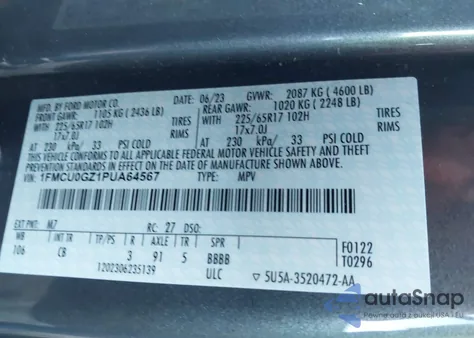 MFD. BY FORD MOTOR CO.
DATE: 06/23 GVWR: 2087 KG (4600 LB)
FRONT GAWR: 1105 KG (2436 LB) REAR GAWR: 1020 KG (2248 LB)
WITH 225/65R17 102H TIRES WITH 225/65R17 102H TIRES
17x7.0J RIMS 17x7.0J RIMS
AT 230 kPa/ 33 PSI COLD AT 230 kPa/ 33 PSI COLD
THIS VEHICLE CONFORMS TO ALL APPLICABLE FEDERAL MOTOR VEHICLE SAFETY AND THEFT
PREVENTION STANDARDS IN EFFECT ON THE DATE OF MANUFACTURE SHOWN ABOVE.
VIN: 1FMCU0GZ1PUA64567 TYPE: MPV
EXT PNT: M7 RC: 27 DSO: F0122
WB INT TR TP/PS R AXLE TR SPR T0296
106 CB 3 91 5 BBBB
1202306235139 ULC ▽ 5U5A-3520472-AA
autoSnap